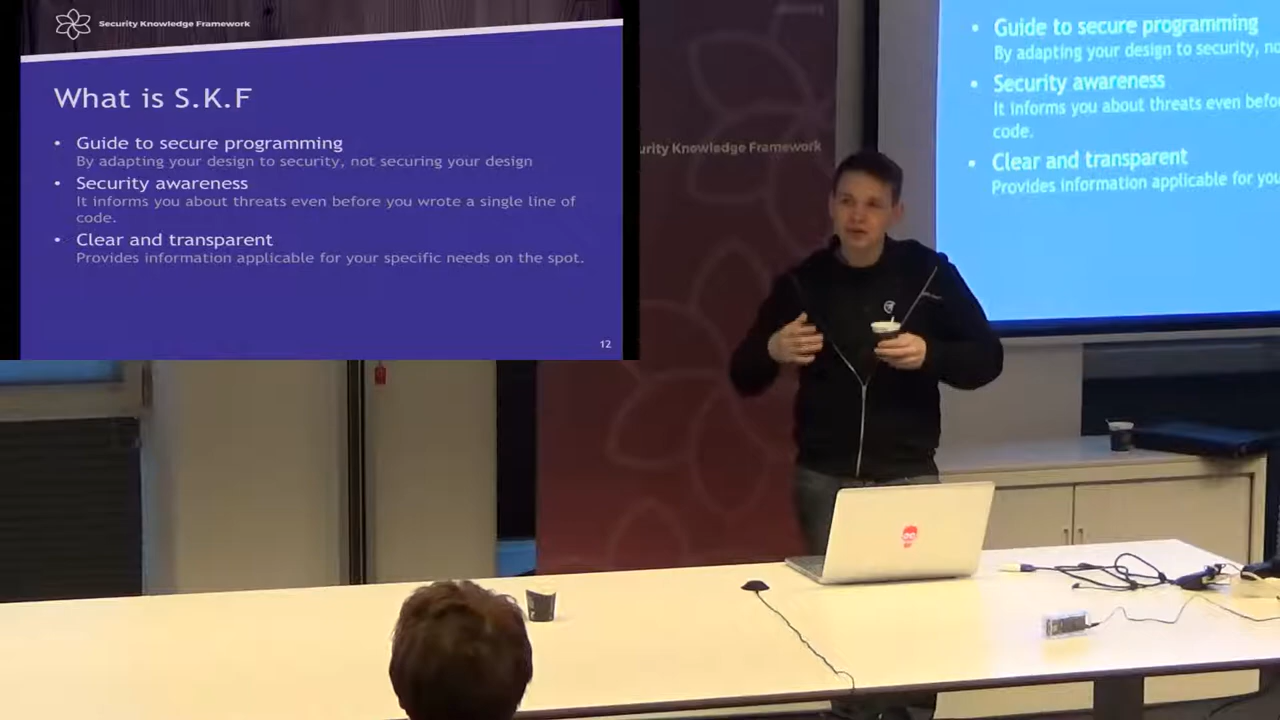 Security Knowledge Framework
What is S.K.F
• Guide to secure programming
By adapting your design to security, not securing your design
• Security awareness
It informs you about threats even before you wrote a single line of
code.
• Clear and transparent
Provides information applicable for your specific needs on the spot.
12
urity Knowledge Framework
• Guide to secure programming
By adapting your design to security, no
• Security awareness
It informs you about threats even befo
code.
• Clear and transparent
Provides information applicable for you